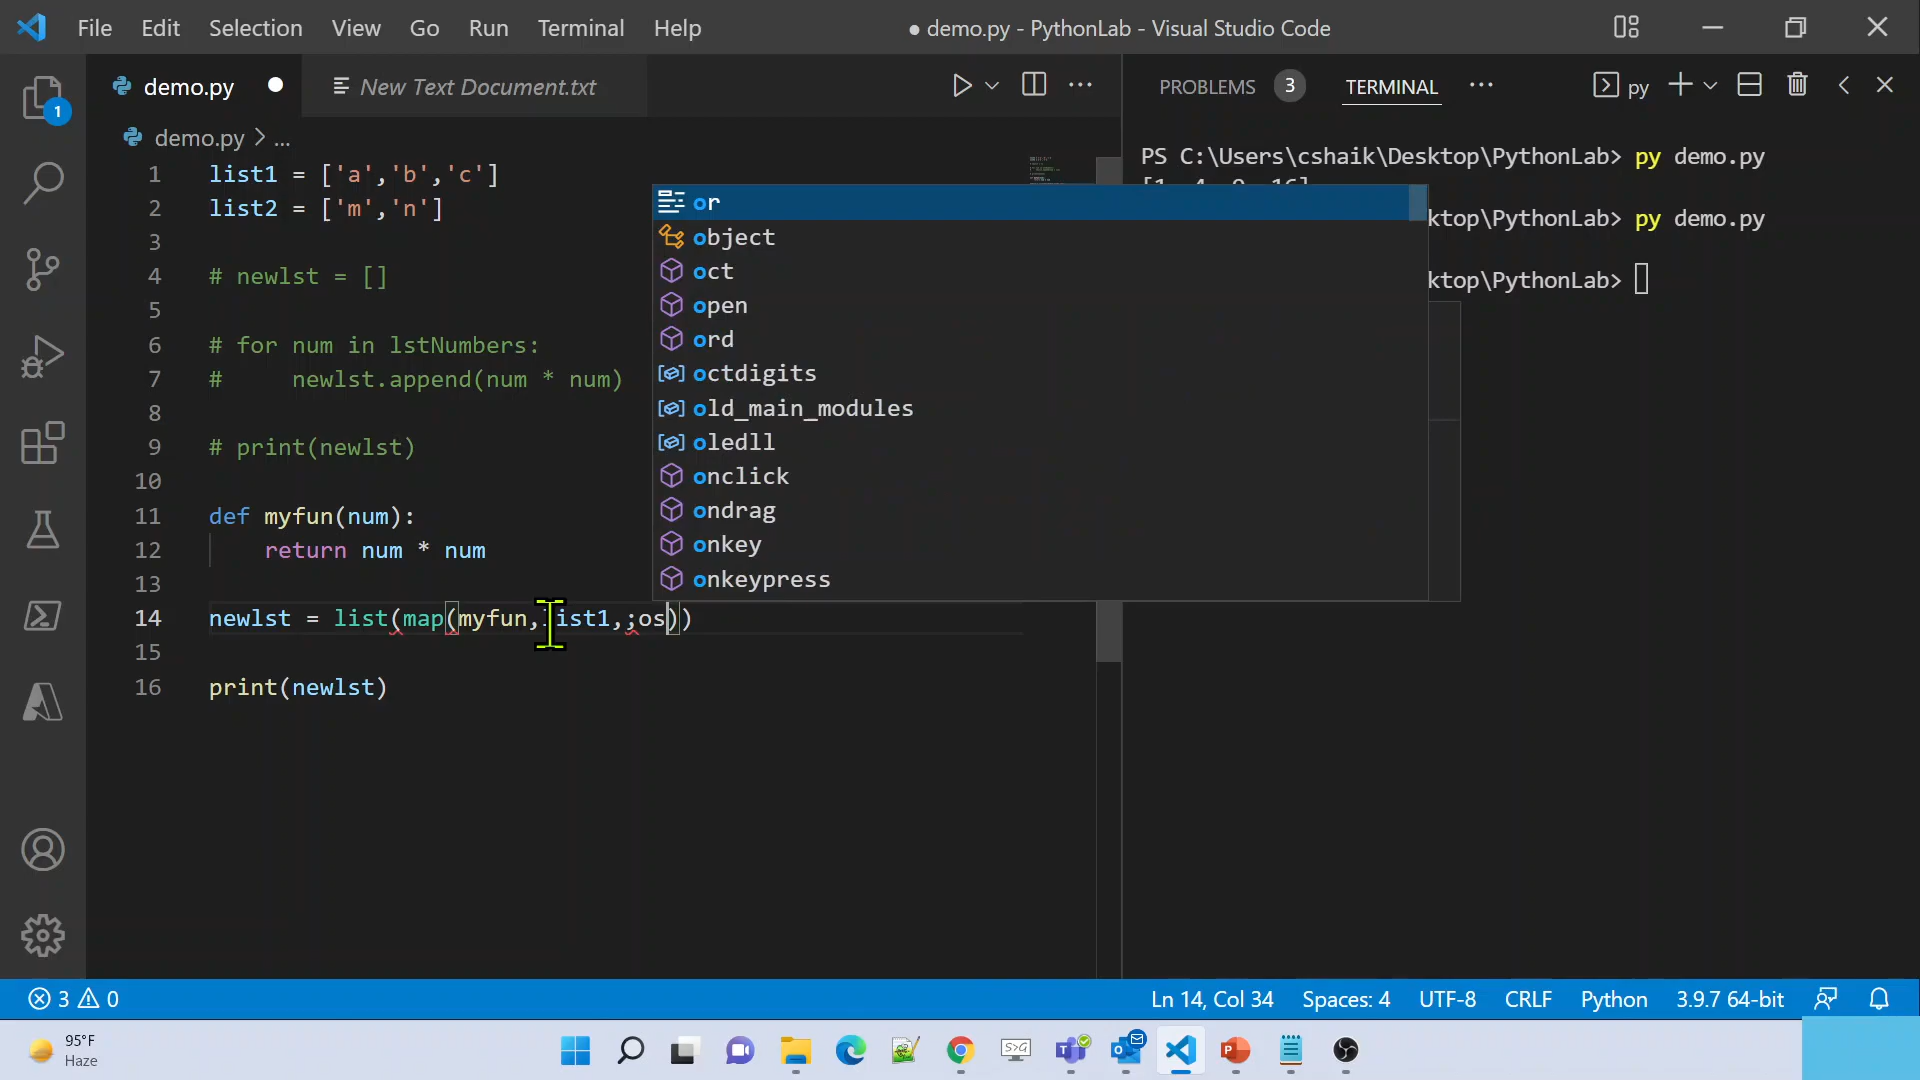 File Edit Selection View Go Run Terminal Help
● demo.py - PythonLab - Visual Studio Code
demo.py
New Text Document.txt
demo.py > ...
1 list1 = ['a','b','c']
2 list2 = ['m','n']
3
4 # newlst = []
5
6 # for num in lstNumbers:
7 #     newlst.append(num * num)
8
9 # print(newlst)
10
11 def myfun(num):
12     return num * num
13
14 newlst = list(map(myfun,list1,;os))
15
16 print(newlst)
or
object
oct
open
ord
octdigits
old_main_modules
oledll
onclick
ondrag
onkey
onkeypress
PROBLEMS 3 TERMINAL ... py
PS C:\Users\cshaik\Desktop\PythonLab> py demo.py
[1, 4, 9, 16]
ktop\PythonLab> py demo.py
ktop\PythonLab>
1
3 0
Ln 14, Col 34 Spaces: 4 UTF-8 CRLF Python 3.9.7 64-bit
95°F
Haze